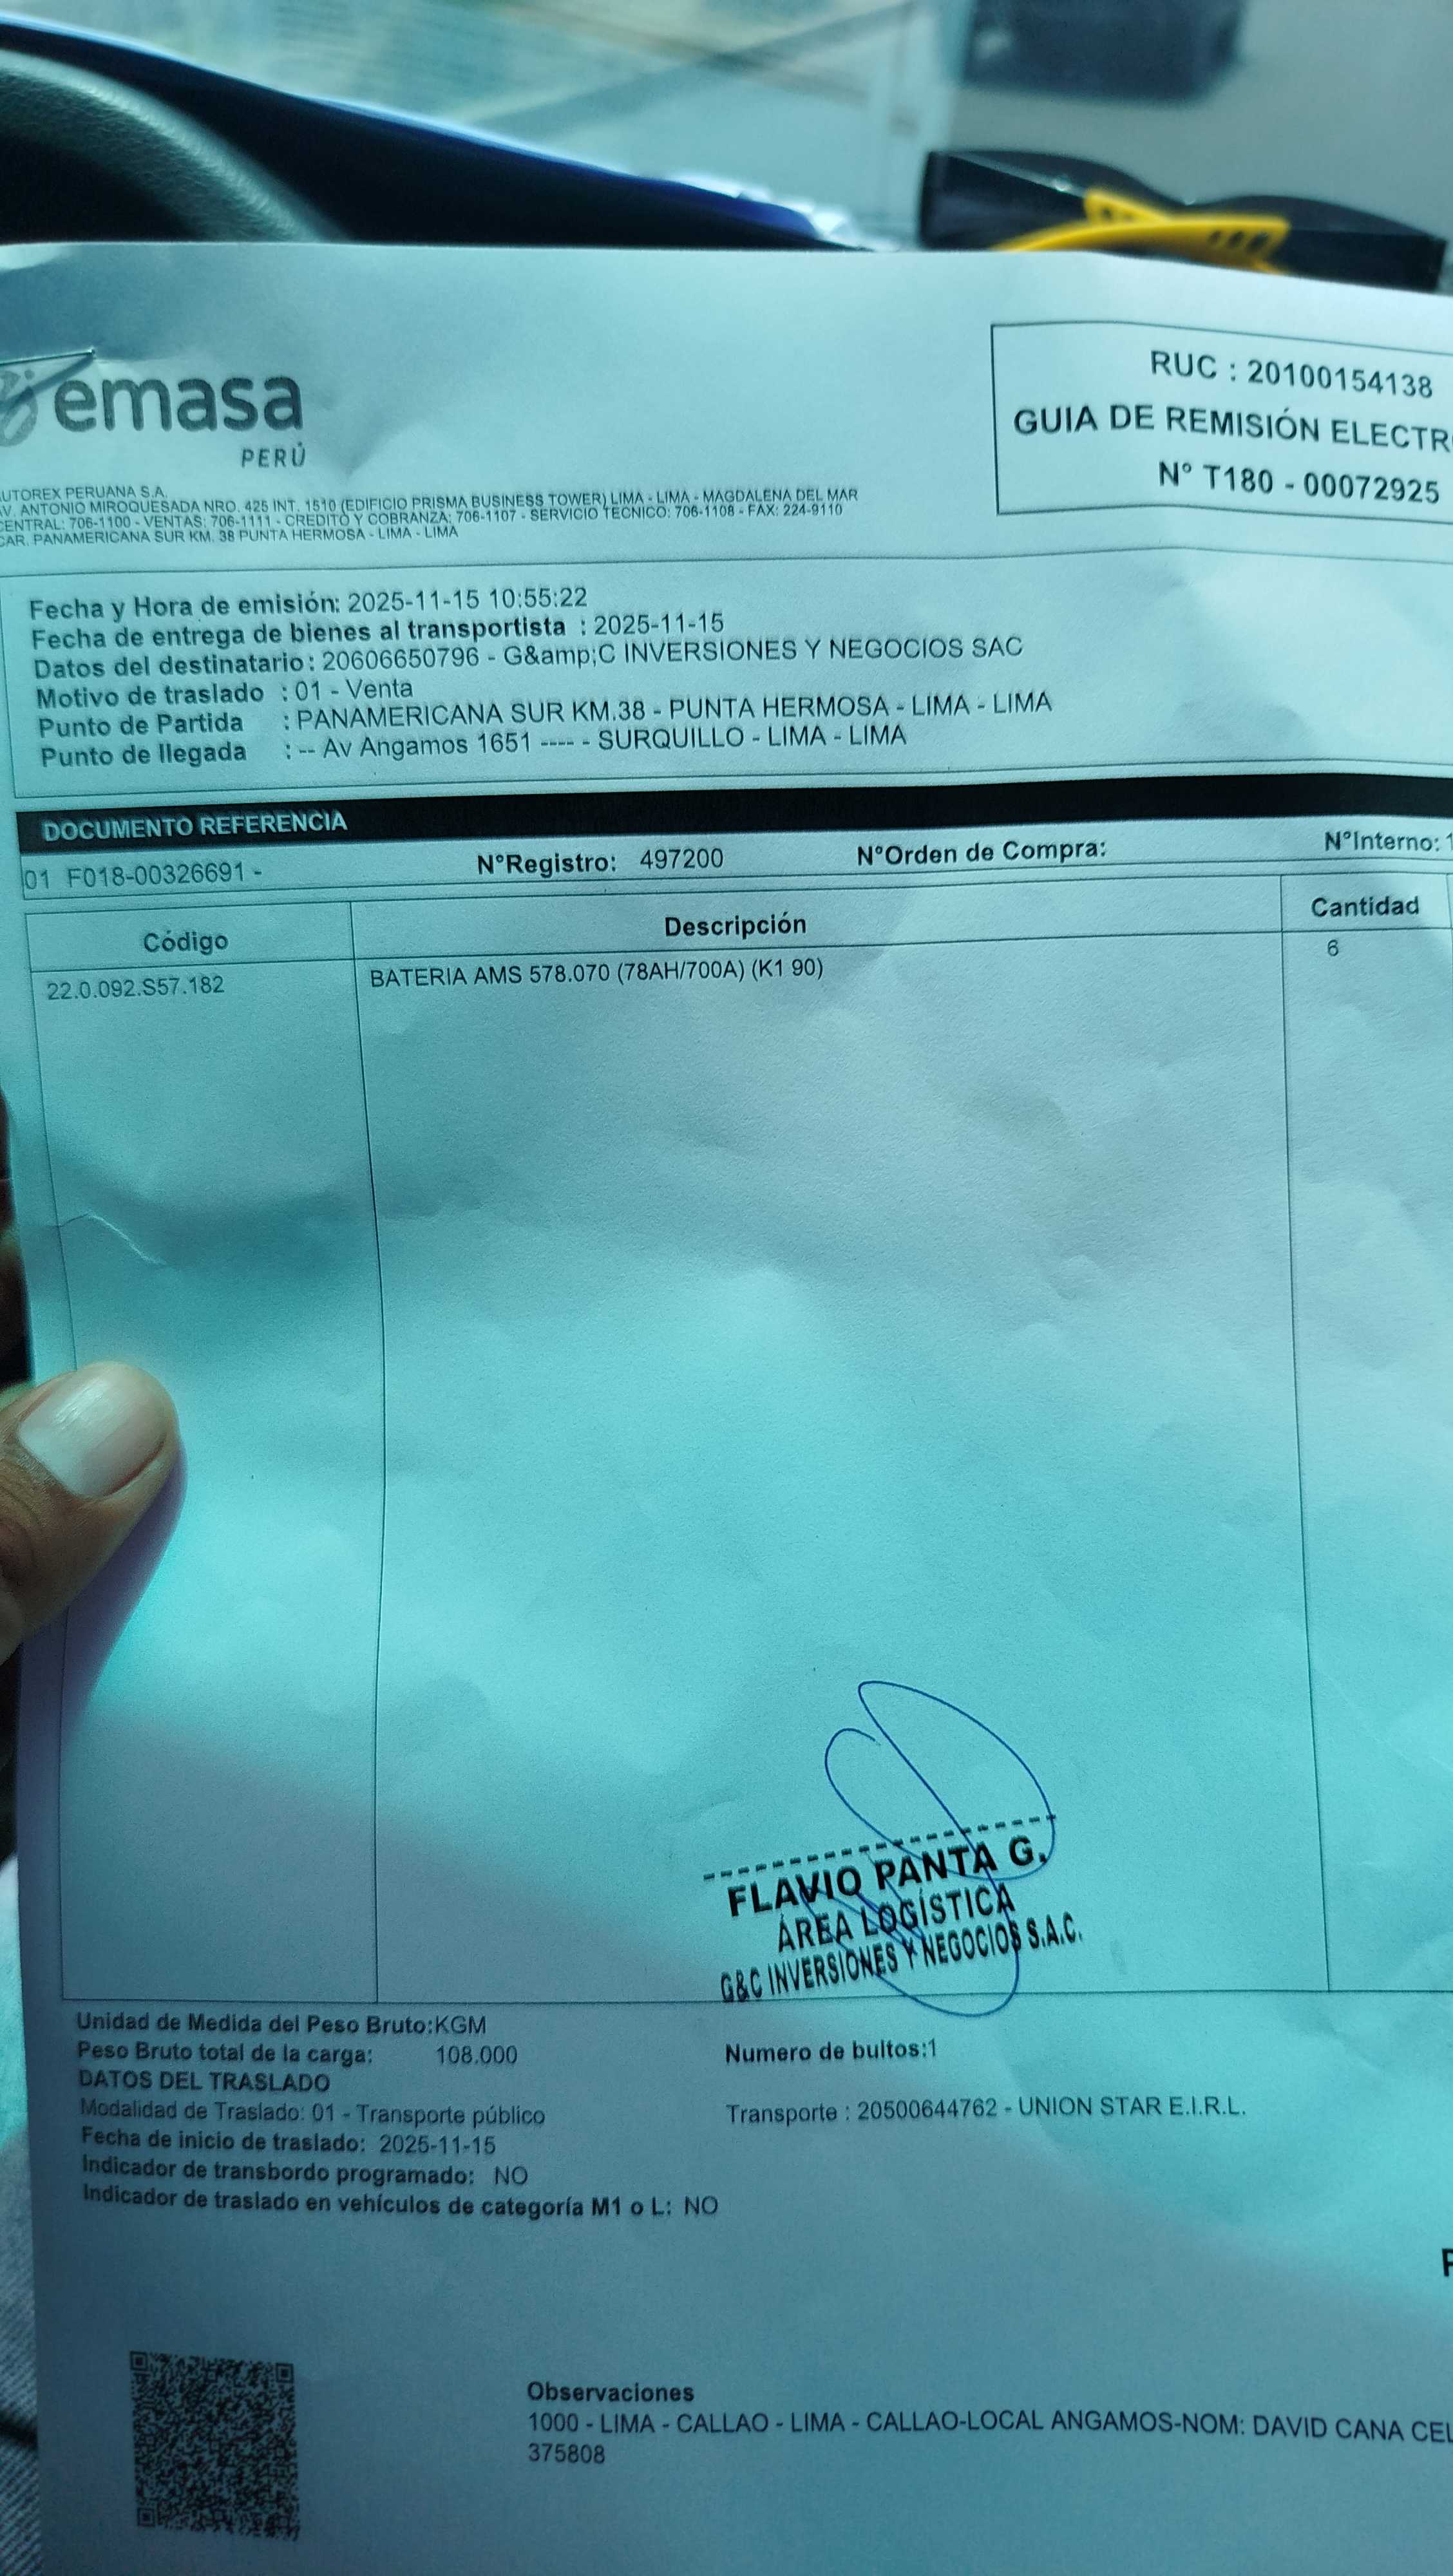 emasa
PERÚ
RUC : 20100154138
GUIA DE REMISIÓN ELECTR
N° T180 - 00072925
UTOREX PERUANA S.A.
V. ANTONIO MIROQUESADA NRO. 425 INT. 1510 (EDIFICIO PRISMA BUSINESS TOWER) LIMA - LIMA - MAGDALENA DEL MAR
CENTRAL: 706-1100 - VENTAS: 706-1111 - CREDITO Y COBRANZA: 706-1107 - SERVICIO TECNICO: 706-1108 - FAX: 224-9110
CAR. PANAMERICANA SUR KM. 38 PUNTA HERMOSA - LIMA - LIMA
Fecha y Hora de emisión: 2025-11-15 10:55:22
Fecha de entrega de bienes al transportista : 2025-11-15
Datos del destinatario: 20606650796 - G&amp;C INVERSIONES Y NEGOCIOS SAC
Motivo de traslado : 01 - Venta
Punto de Partida : PANAMERICANA SUR KM.38 - PUNTA HERMOSA - LIMA - LIMA
Punto de llegada : -- Av Angamos 1651 ---- - SURQUILLO - LIMA - LIMA
DOCUMENTO REFERENCIA
01 F018-00326691 - N°Registro: 497200 N°Orden de Compra: N°Interno: 1
Código Descripción Cantidad
22.0.092.S57.182 BATERIA AMS 578.070 (78AH/700A) (K1 90) 6
FLAVIO PANTA G.
ÁREA LOGÍSTICA
G&C INVERSIONES Y NEGOCIOS S.A.C.
Unidad de Medida del Peso Bruto:KGM
Peso Bruto total de la carga: 108.000 Numero de bultos:1
DATOS DEL TRASLADO
Modalidad de Traslado: 01 - Transporte público Transporte : 20500644762 - UNION STAR E.I.R.L.
Fecha de inicio de traslado: 2025-11-15
Indicador de transbordo programado: NO
Indicador de traslado en vehículos de categoría M1 o L: NO
Observaciones
1000 - LIMA - CALLAO - LIMA - CALLAO-LOCAL ANGAMOS-NOM: DAVID CANA CEL
375808